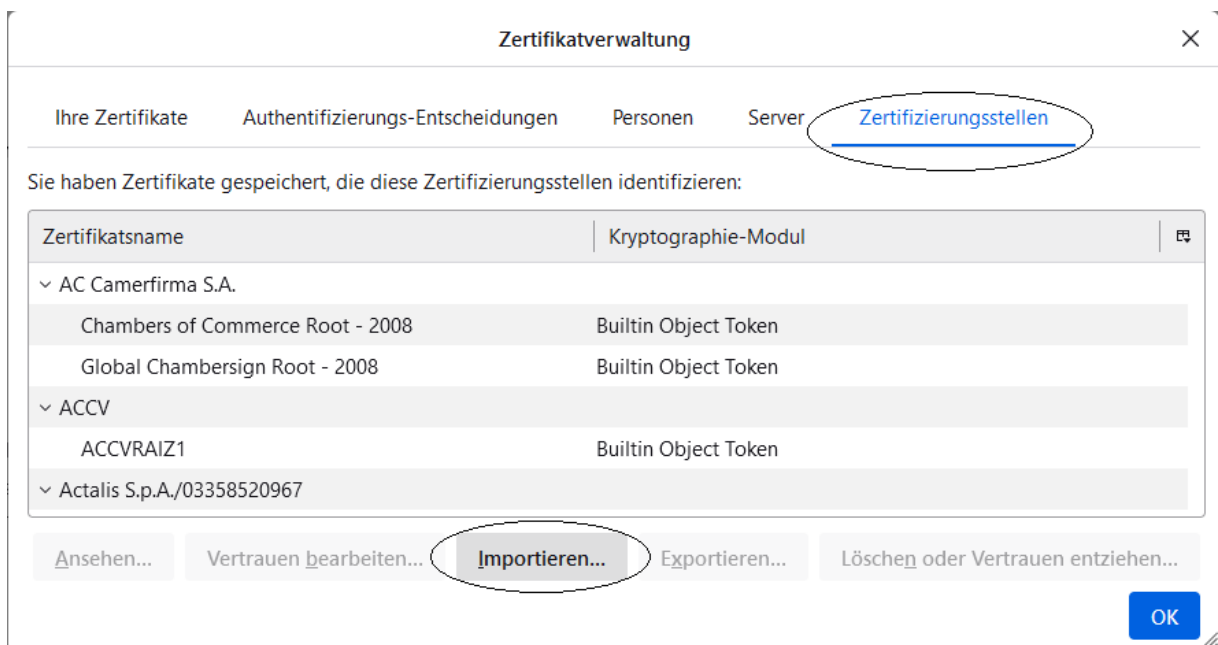 Zertifikatverwaltung
Ihre Zertifikate Authentifizierungs-Entscheidungen Personen Server Zertifizierungsstellen
Sie haben Zertifikate gespeichert, die diese Zertifizierungsstellen identifizieren:
Zertifikatsname Kryptographie-Modul
AC Camerfirma S.A.
Chambers of Commerce Root - 2008 Builtin Object Token
Global Chambersign Root - 2008 Builtin Object Token
ACCV
ACCVRAIZ1 Builtin Object Token
Actalis S.p.A./03358520967
Ansehen... Vertrauen bearbeiten... Importieren... Exportieren... Löschen oder Vertrauen entziehen...
OK